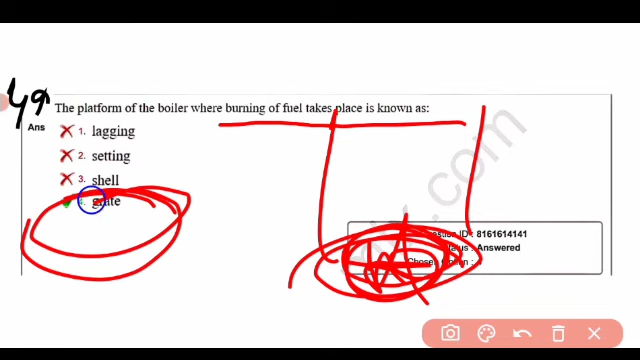 49
The platform of the boiler where burning of fuel takes place is known as:
Ans
1. lagging
2. setting
3. shell
4. grate
ID : 8161614141
Status : Answered
Chosen Option :